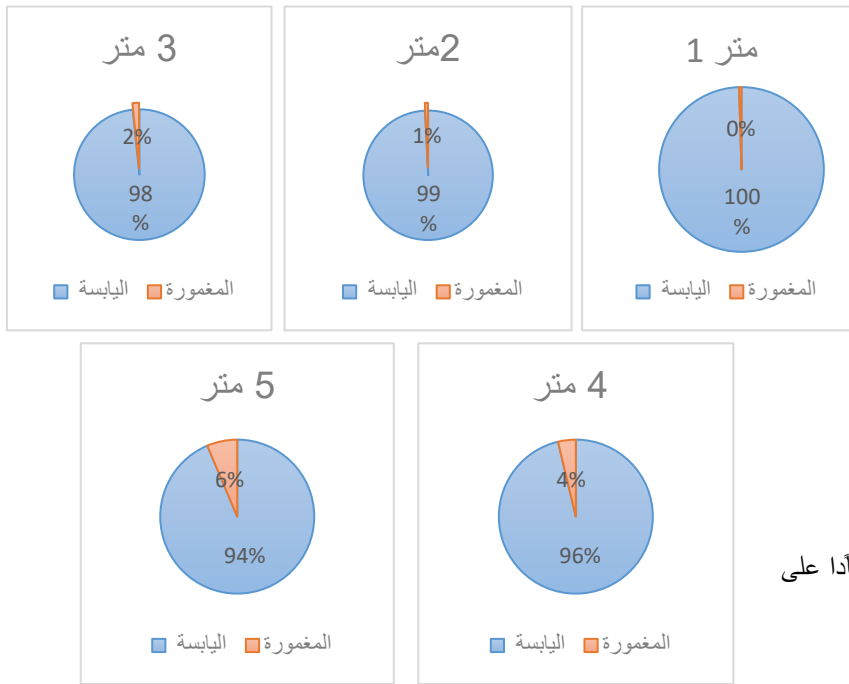 1 متر
0%
100
%
المغمورة اليابسة
2متر
1%
99
%
المغمورة اليابسة
3 متر
2%
98
%
المغمورة اليابسة
4 متر
4%
96%
المغمورة اليابسة
5 متر
6%
94%
المغمورة اليابسة
على